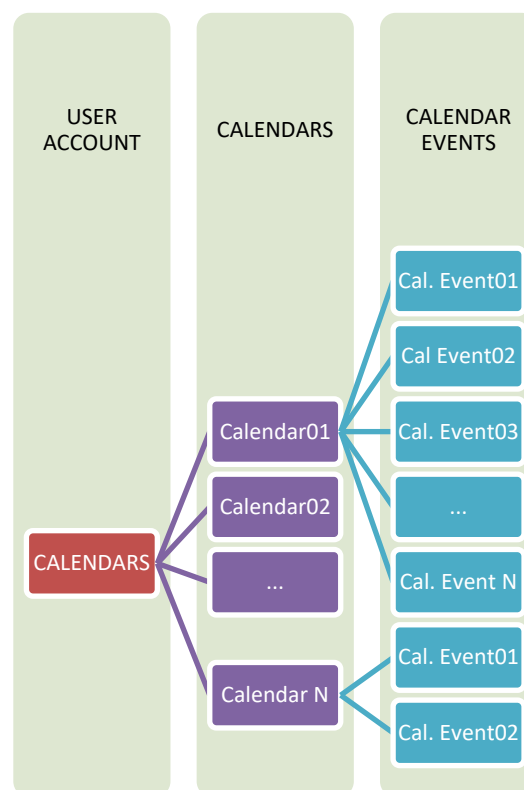 USER
ACCOUNT
CALENDARS
CALENDAR
EVENTS
CALENDARS
Calendar01
Calendar02
...
Calendar N
Cal. Event01
Cal Event02
Cal. Event03
...
Cal. Event N
Cal. Event01
Cal. Event02